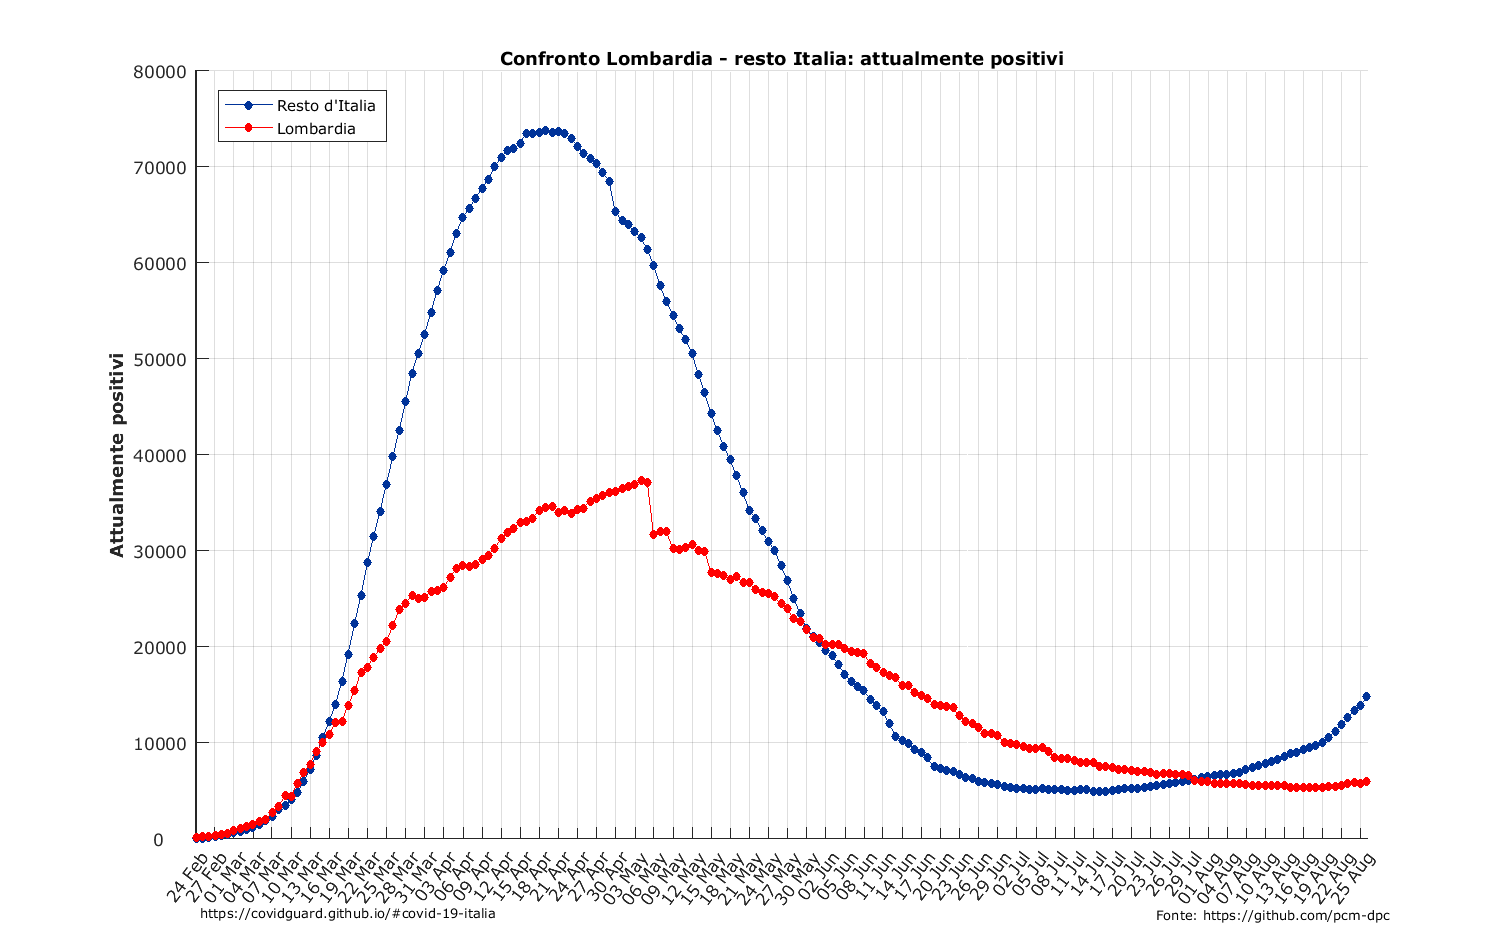 Confronto Lombardia - resto Italia: attualmente positivi
Resto d'Italia
Lombardia
Attualmente positivi
80000
70000
60000
50000
40000
30000
20000
10000
0
24 Feb
27 Feb
01 Mar
04 Mar
07 Mar
10 Mar
13 Mar
16 Mar
19 Mar
22 Mar
25 Mar
28 Mar
31 Mar
03 Apr
06 Apr
09 Apr
12 Apr
15 Apr
18 Apr
21 Apr
24 Apr
27 Apr
30 Apr
03 May
06 May
09 May
12 May
15 May
18 May
21 May
24 May
27 May
30 May
02 Jun
05 Jun
08 Jun
11 Jun
14 Jun
17 Jun
20 Jun
23 Jun
26 Jun
29 Jun
02 Jul
05 Jul
08 Jul
11 Jul
14 Jul
17 Jul
20 Jul
23 Jul
26 Jul
29 Jul
01 Aug
04 Aug
07 Aug
10 Aug
13 Aug
16 Aug
19 Aug
22 Aug
25 Aug
https://covidguard.github.io/#covid-19-italia
Fonte: https://github.com/pcm-dpc